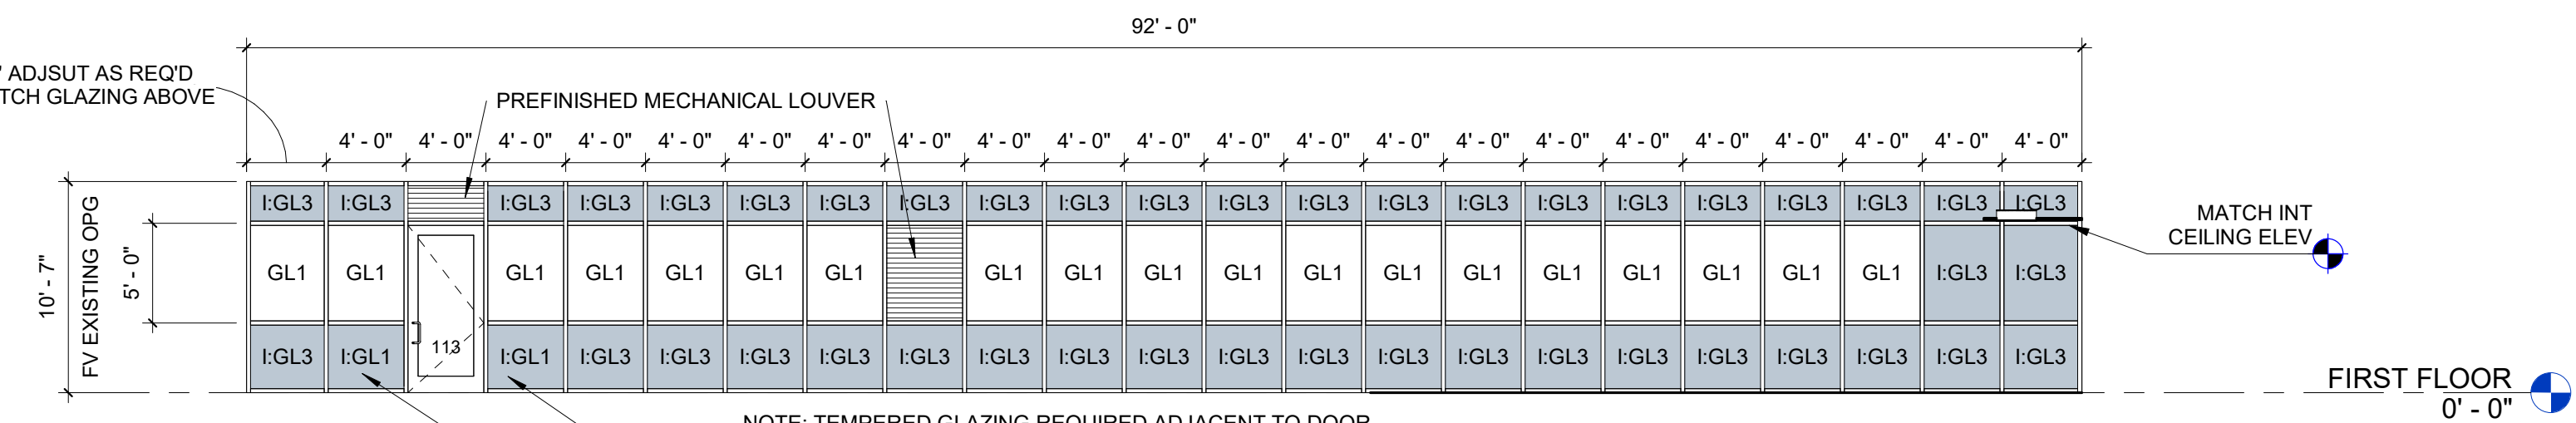 92' - 0"
ADJSUT AS REQ'D
GLAZING ABOVE
PREFINISHED MECHANICAL LOUVER
4' - 0" 4' - 0" 4' - 0" 4' - 0" 4' - 0" 4' - 0" 4' - 0" 4' - 0" 4' - 0" 4' - 0" 4' - 0" 4' - 0" 4' - 0" 4' - 0" 4' - 0" 4' - 0" 4' - 0" 4' - 0" 4' - 0" 4' - 0" 4' - 0" 4' - 0"
10' - 7"
FV EXISTING OPG
5' - 0"
I:GL3 I:GL3 I:GL3 I:GL3 I:GL3 I:GL3 I:GL3 I:GL3 I:GL3 I:GL3 I:GL3 I:GL3 I:GL3 I:GL3 I:GL3 I:GL3 I:GL3 I:GL3 I:GL3 I:GL3 I:GL3 I:GL3
MATCH INT
CEILING ELEV
GL1 GL1 GL1 GL1 GL1 GL1 GL1 GL1 GL1 GL1 GL1 GL1 GL1 GL1 GL1 GL1 GL1 GL1 GL1 I:GL3 I:GL3
I:GL3 I:GL1 113 I:GL1 I:GL3 I:GL3 I:GL3 I:GL3 I:GL3 I:GL3 I:GL3 I:GL3 I:GL3 I:GL3 I:GL3 I:GL3 I:GL3 I:GL3 I:GL3 I:GL3 I:GL3 I:GL3 I:GL3
FIRST FLOOR
0' - 0"
NOTE: TEMPERED GLAZING REQUIRED ADJACENT TO DOOR